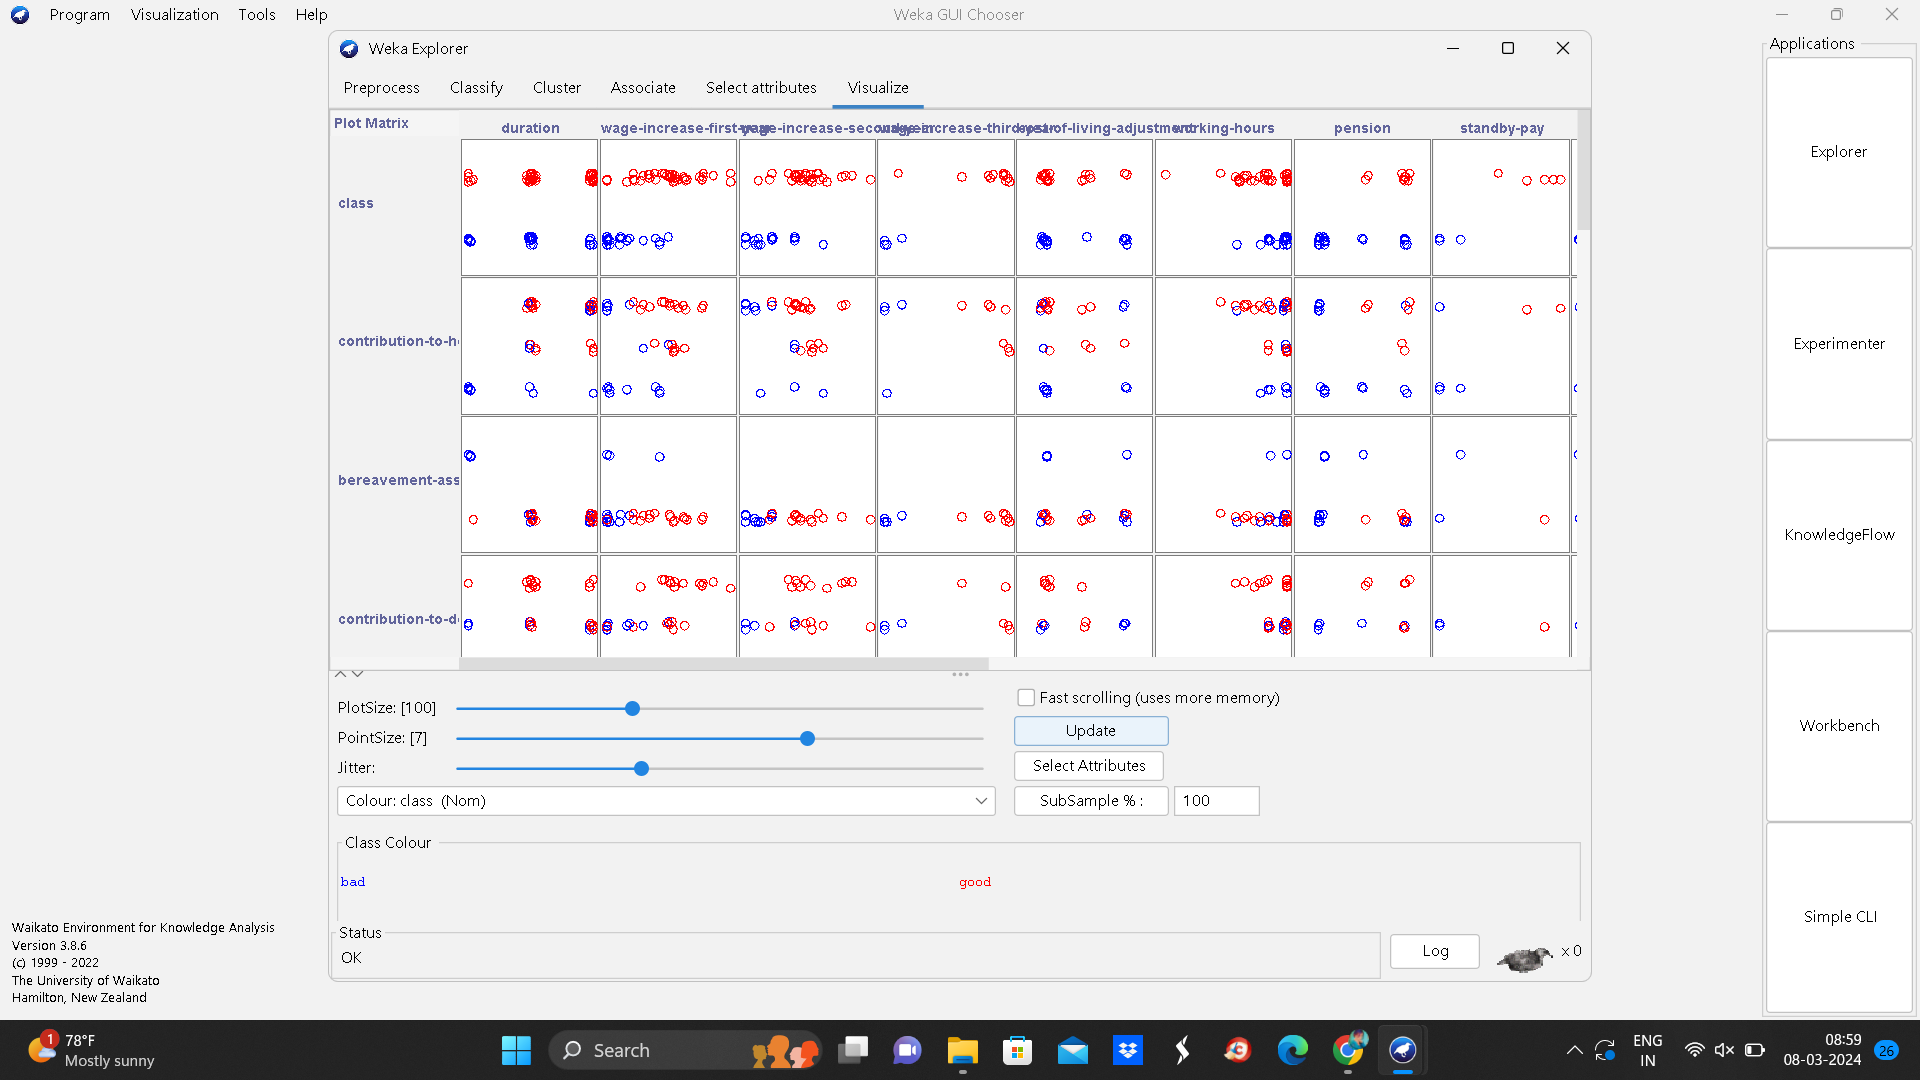 Program Visualization Tools Help
Weka GUI Chooser
Weka Explorer
Preprocess Classify Cluster Associate Select attributes Visualize
Plot Matrix
duration wage-increase-first-year wage-increase-second-year wage-increase-third-year cost-of-living-adjustment working-hours pension standby-pay
class
contribution-to-he
bereavement-ass
contribution-to-de
PlotSize: [100]
PointSize: [7]
Jitter:
Colour: class (Nom)
Fast scrolling (uses more memory)
Update
Select Attributes
SubSample % : 100
Class Colour
bad good
Status
OK
Log
x 0
Applications
Explorer
Experimenter
KnowledgeFlow
Workbench
Simple CLI
Waikato Environment for Knowledge Analysis
Version 3.8.6
(c) 1999 - 2022
The University of Waikato
Hamilton, New Zealand
1
78°F
Mostly sunny
Search
ENG
IN
08:59
08-03-2024
26